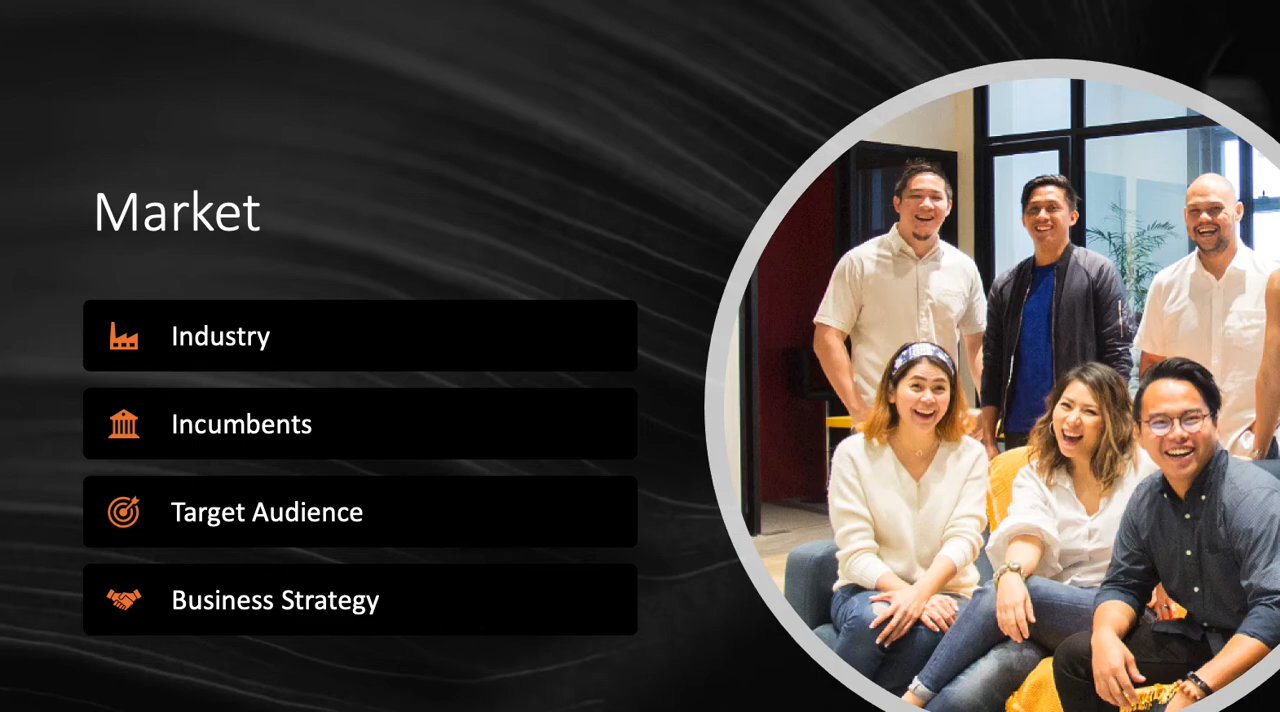 Market
Industry
Incumbents
Target Audience
Business Strategy